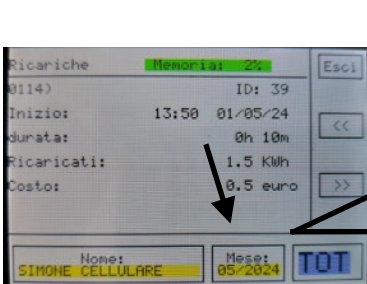 Ricariche Memoria: 2% Esci
0114) ID: 39
Inizio: 13:50 01/05/24
<<
durata: 0h 10m
Ricaricati: 1.5 KWh
Costo: 0.5 euro >>
Nome: Mese:
SIMONE CELLULARE 05/2024 TOT